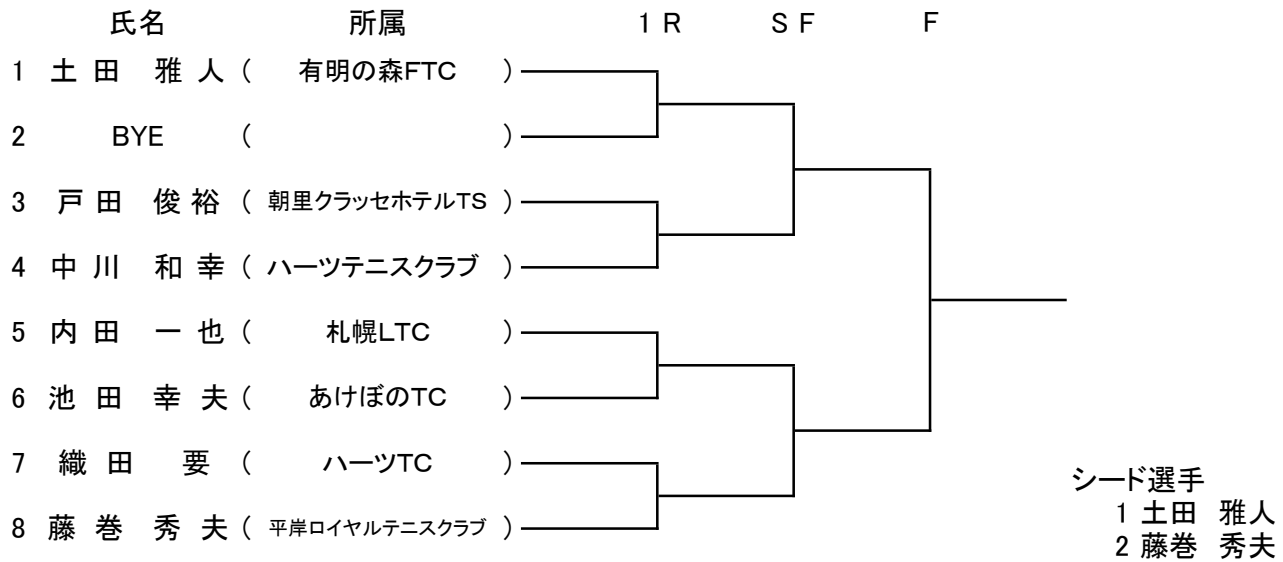 氏名 所属 1R SF F
1 土田 雅人 ( 有明の森FTC )
2 BYE ( )
3 戸田 俊裕 ( 朝里クラッセホテルTS )
4 中川 和幸 ( ハーツテニスクラブ )
5 内田 一也 ( 札幌LTC )
6 池田 幸夫 ( あけぼのTC )
7 織田 要 ( ハーツTC )
8 藤巻 秀夫 ( 平岸ロイヤルテニスクラブ )
シード選手
1 土田 雅人
2 藤巻 秀夫